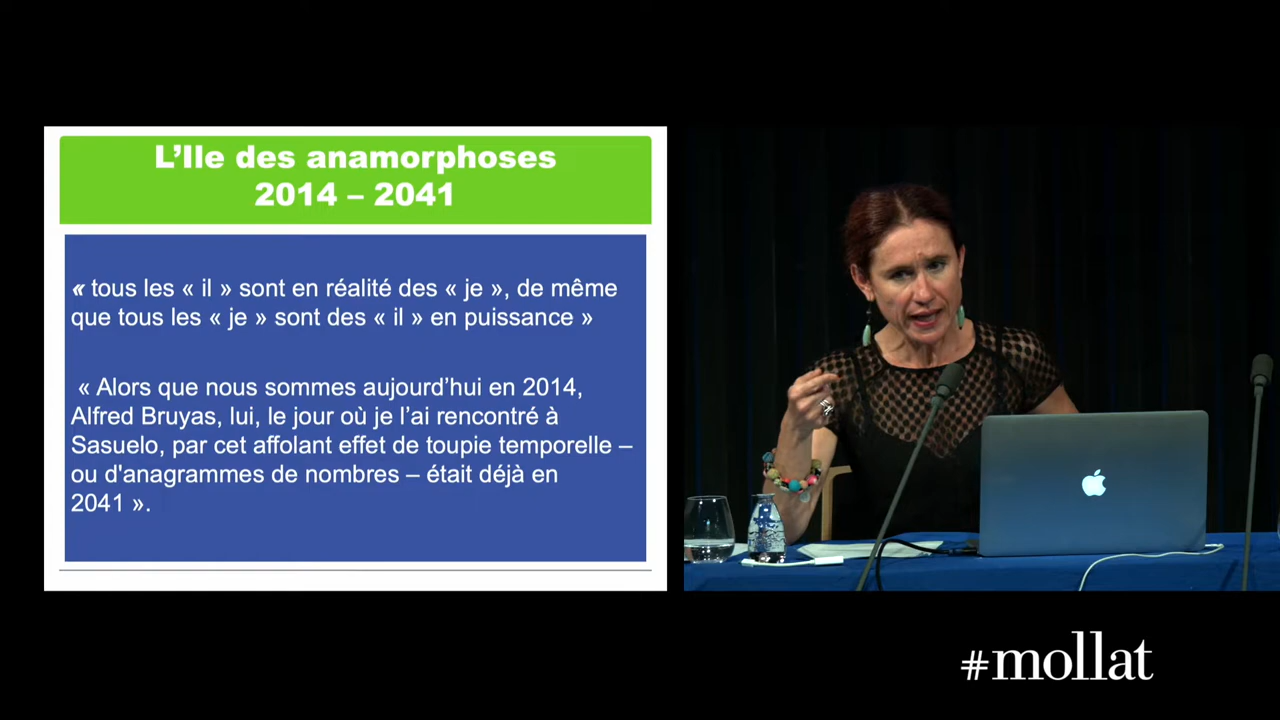 L’Ile des anamorphoses
2014 – 2041
« tous les « il » sont en réalité des « je », de même
que tous les « je » sont des « il » en puissance »
« Alors que nous sommes aujourd’hui en 2014,
Alfred Bruyas, lui, le jour où je l’ai rencontré à
Sasuelo, par cet affolant effet de toupie temporelle –
ou d'anagrammes de nombres – était déjà en
2041 ».
#mollat